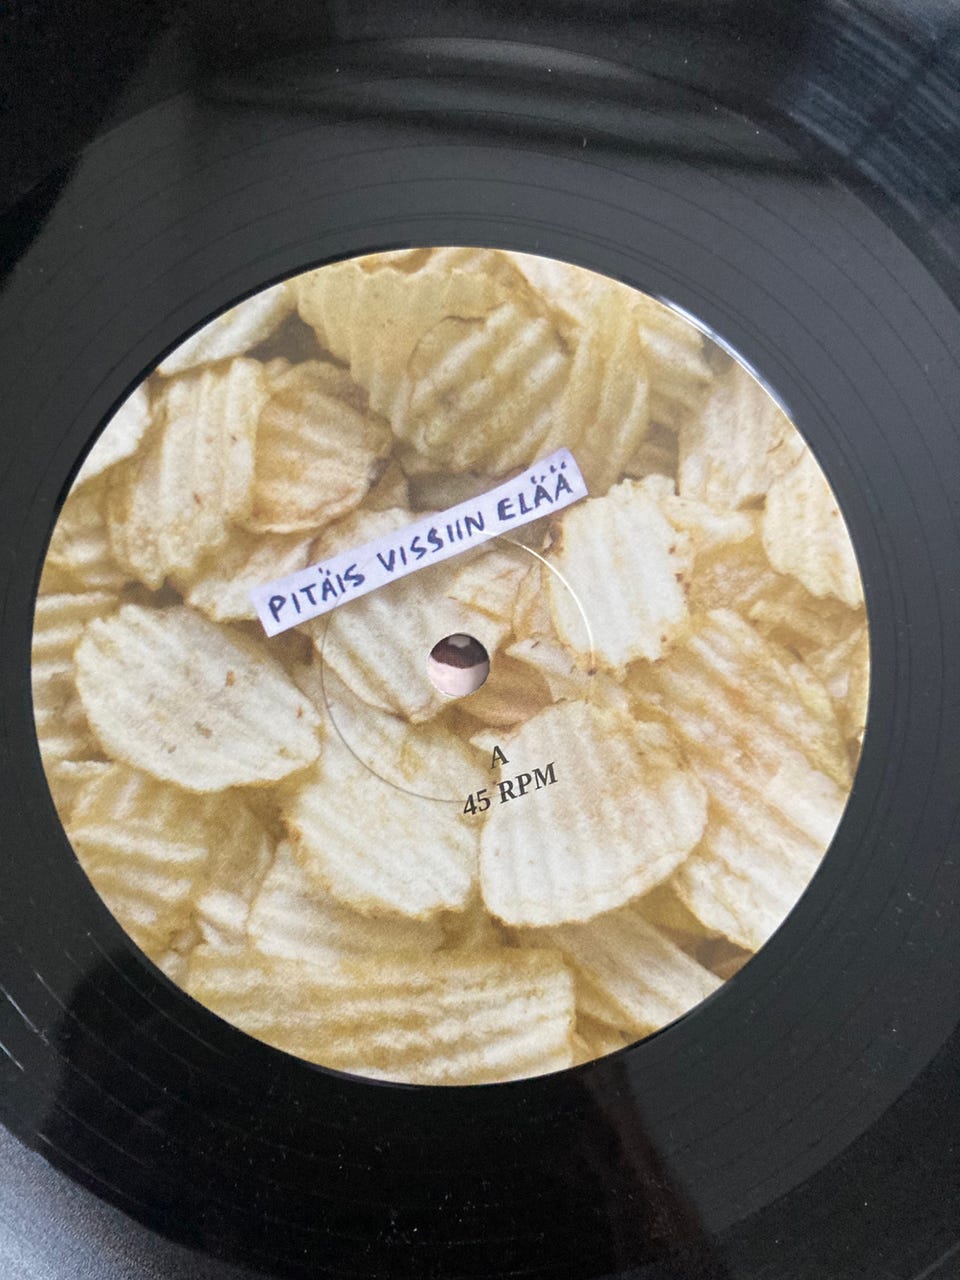 PITÄIS VISSIIN ELÄÄ
A
45 RPM